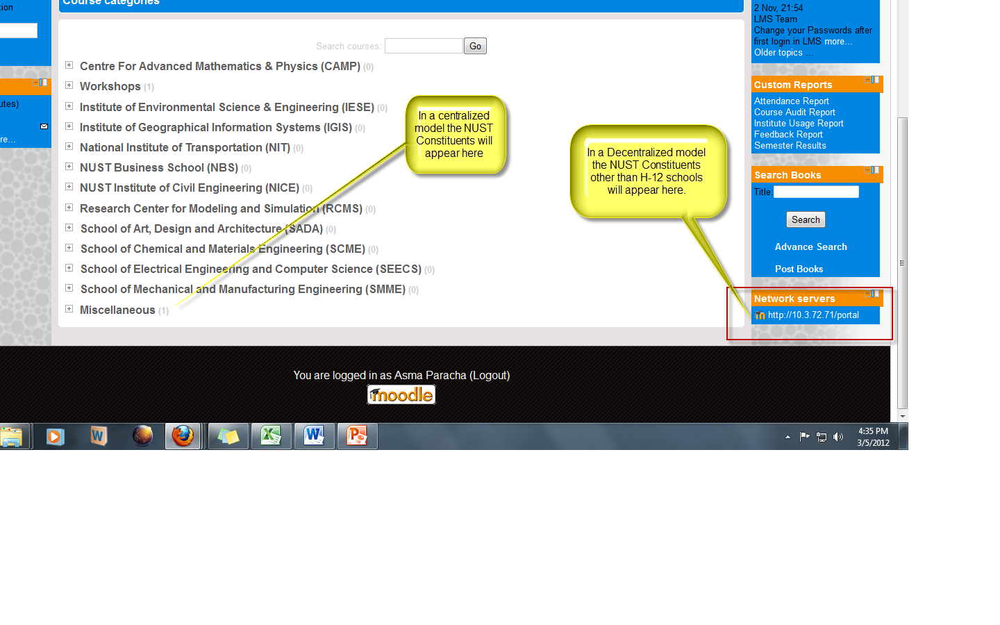 Course categories
tion
utes)
re...
Search courses:
Go
Centre For Advanced Mathematics & Physics (CAMP) (0)
Workshops (1)
Institute of Environmental Science & Engineering (IESE) (0)
Institute of Geographical Information Systems (IGIS) (0)
National Institute of Transportation (NIT) (0)
NUST Business School (NBS) (0)
NUST Institute of Civil Engineering (NICE) (0)
Research Center for Modeling and Simulation (RCMS) (0)
School of Art, Design and Architecture (SADA) (0)
School of Chemical and Materials Engineering (SCME) (0)
School of Electrical Engineering and Computer Science (SEECS) (0)
School of Mechanical and Manufacturing Engineering (SMME) (0)
Miscellaneous (1)
In a centralized
model the NUST
Constituents will
appear here
In a Decentralized model
the NUST Constituents
other than H-12 schools
will appear here.
2 Nov, 21:54
LMS Team
Change your Passwords after
first login in LMS more...
Older topics ...
Custom Reports
Attendance Report
Course Audit Report
Institute Usage Report
Feedback Report
Semester Results
Search Books
Title:
Search
Advance Search
Post Books
Network servers
http://10.3.72.71/portal
You are logged in as Asma Paracha (Logout)
moodle
4:35 PM
3/5/2012